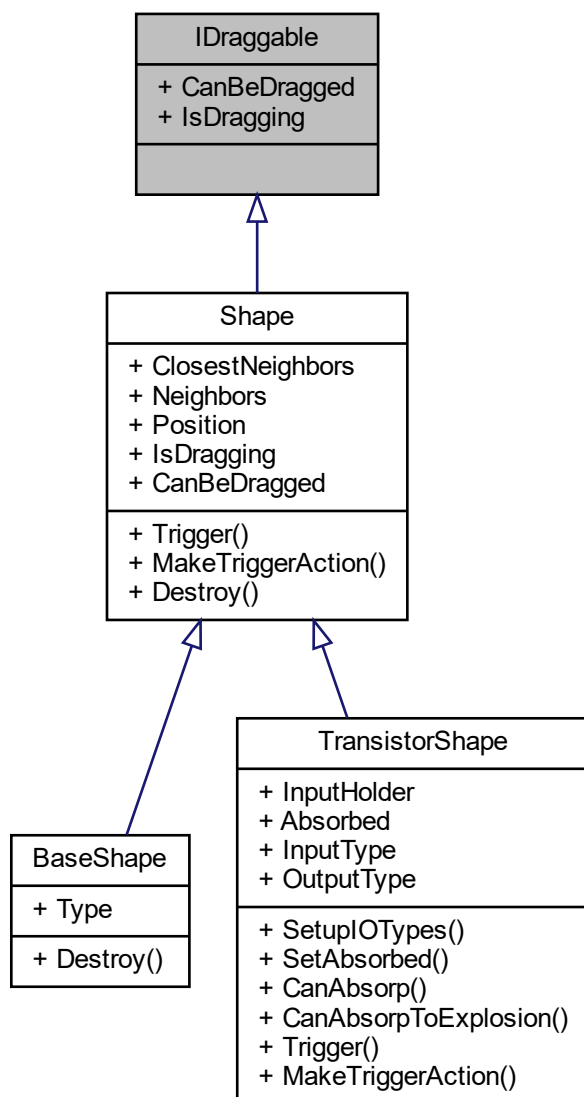 IDraggable
+ CanBeDragged
+ IsDragging
Shape
+ ClosestNeighbors
+ Neighbors
+ Position
+ IsDragging
+ CanBeDragged
+ Trigger()
+ MakeTriggerAction()
+ Destroy()
BaseShape
+ Type
+ Destroy()
TransistorShape
+ InputHolder
+ Absorbed
+ InputType
+ OutputType
+ SetupIOTypes()
+ SetAbsorbed()
+ CanAbsorp()
+ CanAbsorpToExplosion()
+ Trigger()
+ MakeTriggerAction()